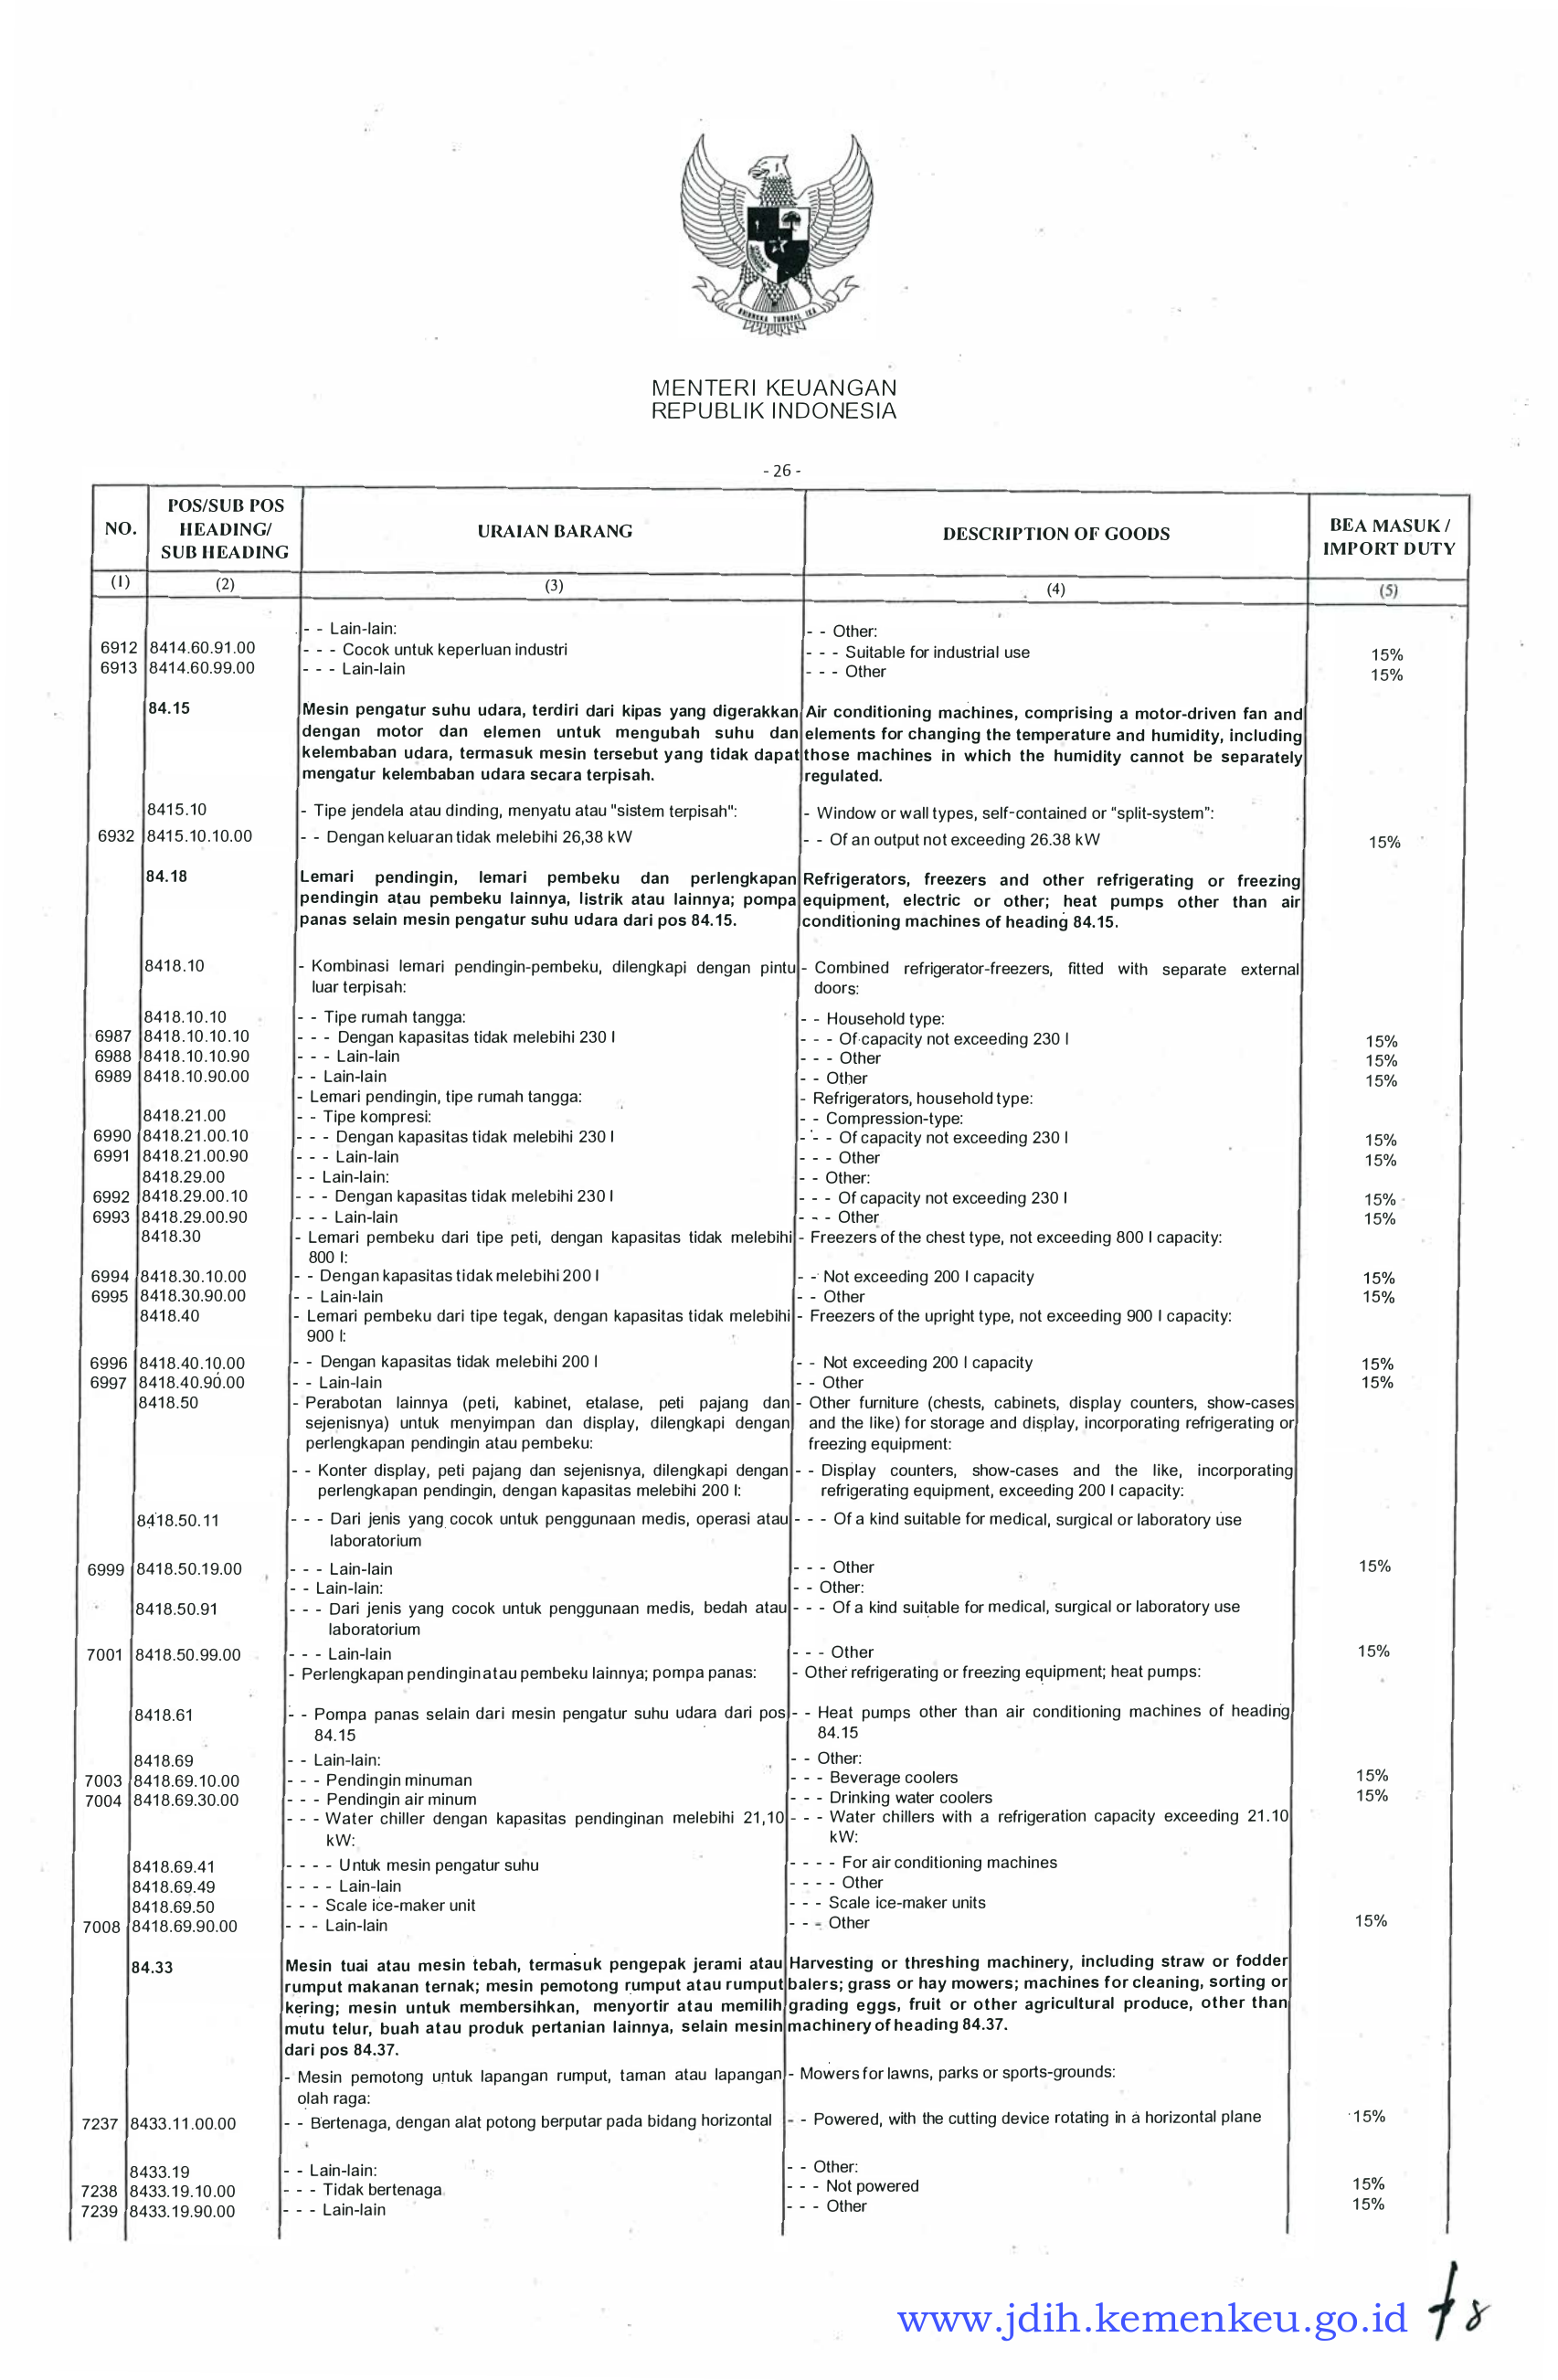 BHINNEKA TUNGGAL IKA
MENTERI KEUANGAN
REPUBLIK INDONESIA
- 26 -
NO. POS/SUB POS HEADING/ SUB HEADING URAIAN BARANG DESCRIPTION OF GOODS BEA MASUK / IMPORT DUTY
(1) (2) (3) (4) (5)
- - Lain-lain: - - Other:
6912 8414.60.91.00 - - - Cocok untuk keperluan industri - - - Suitable for industrial use 15%
6913 8414.60.99.00 - - - Lain-lain - - - Other 15%
84.15 Mesin pengatur suhu udara, terdiri dari kipas yang digerakkan Air conditioning machines, comprising a motor-driven fan and
dengan motor dan elemen untuk mengubah suhu dan elements for changing the temperature and humidity, including
kelembaban udara, termasuk mesin tersebut yang tidak dapat those machines in which the humidity cannot be separately
mengatur kelembaban udara secara terpisah. regulated.
8415.10 - Tipe jendela atau dinding, menyatu atau "sistem terpisah": - Window or wall types, self-contained or “split-system”:
6932 8415.10.10.00 - - Dengan keluaran tidak melebihi 26,38 kW - - Of an output not exceeding 26.38 kW 15%
84.18 Lemari pendingin, lemari pembeku dan perlengkapan Refrigerators, freezers and other refrigerating or freezing
pendingin atau pembeku lainnya, listrik atau lainnya; pompa equipment, electric or other; heat pumps other than air
panas selain mesin pengatur suhu udara dari pos 84.15. conditioning machines of heading 84.15.
8418.10 - Kombinasi lemari pendingin-pembeku, dilengkapi dengan pintu - Combined refrigerator-freezers, fitted with separate external
luar terpisah: doors:
8418.10.10 - - Tipe rumah tangga: - - Household type:
6987 8418.10.10.10 - - - Dengan kapasitas tidak melebihi 230 l - - - Of capacity not exceeding 230 l 15%
6988 8418.10.10.90 - - - Lain-lain - - - Other 15%
6989 8418.10.90.00 - - Lain-lain - - Other 15%
- Lemari pendingin, tipe rumah tangga: - Refrigerators, household type:
8418.21.00 - - Tipe kompresi: - - Compression-type:
6990 8418.21.00.10 - - - Dengan kapasitas tidak melebihi 230 l - - - Of capacity not exceeding 230 l 15%
6991 8418.21.00.90 - - - Lain-lain - - - Other 15%
8418.29.00 - - Lain-lain: - - Other:
6992 8418.29.00.10 - - - Dengan kapasitas tidak melebihi 230 l - - - Of capacity not exceeding 230 l 15%
6993 8418.29.00.90 - - - Lain-lain - - - Other 15%
8418.30 - Lemari pembeku dari tipe peti, dengan kapasitas tidak melebihi - Freezers of the chest type, not exceeding 800 l capacity:
800 l:
6994 8418.30.10.00 - - Dengan kapasitas tidak melebihi 200 l - - Not exceeding 200 l capacity 15%
6995 8418.30.90.00 - - Lain-lain - - Other 15%
8418.40 - Lemari pembeku dari tipe tegak, dengan kapasitas tidak melebihi - Freezers of the upright type, not exceeding 900 l capacity:
900 l:
6996 8418.40.10.00 - - Dengan kapasitas tidak melebihi 200 l - - Not exceeding 200 l capacity 15%
6997 8418.40.90.00 - - Lain-lain - - Other 15%
8418.50 - Perabotan lainnya (peti, kabinet, etalase, peti pajang dan - Other furniture (chests, cabinets, display counters, show-cases
sejenisnya) untuk menyimpan dan display, dilengkapi dengan and the like) for storage and display, incorporating refrigerating or
perlengkapan pendingin atau pembeku: freezing equipment:
- - Konter display, peti pajang dan sejenisnya, dilengkapi dengan - - Display counters, show-cases and the like, incorporating
perlengkapan pendingin, dengan kapasitas melebihi 200 l: refrigerating equipment, exceeding 200 l capacity:
8418.50.11 - - - Dari jenis yang cocok untuk penggunaan medis, operasi atau - - - Of a kind suitable for medical, surgical or laboratory use
laboratorium
6999 8418.50.19.00 - - - Lain-lain - - - Other 15%
- - Lain-lain: - - Other:
8418.50.91 - - - Dari jenis yang cocok untuk penggunaan medis, bedah atau - - - Of a kind suitable for medical, surgical or laboratory use
laboratorium
7001 8418.50.99.00 - - - Lain-lain - - - Other 15%
- Perlengkapan pendingin atau pembeku lainnya; pompa panas: - Other refrigerating or freezing equipment; heat pumps:
8418.61 - - Pompa panas selain dari mesin pengatur suhu udara dari pos - - Heat pumps other than air conditioning machines of heading
84.15 84.15
8418.69 - - Lain-lain: - - Other:
7003 8418.69.10.00 - - - Pendingin minuman - - - Beverage coolers 15%
7004 8418.69.30.00 - - - Pendingin air minum - - - Drinking water coolers 15%
- - - Water chiller dengan kapasitas pendinginan melebihi 21,10 - - - Water chillers with a refrigeration capacity exceeding 21.10
kW: kW:
8418.69.41 - - - - Untuk mesin pengatur suhu - - - - For air conditioning machines
8418.69.49 - - - - Lain-lain - - - - Other
8418.69.50 - - - Scale ice-maker unit - - - Scale ice-maker units
7008 8418.69.90.00 - - - Lain-lain - - - Other 15%
84.33 Mesin tuai atau mesin tebah, termasuk pengepak jerami atau Harvesting or threshing machinery, including straw or fodder
rumput makanan ternak; mesin pemotong rumput atau rumput balers; grass or hay mowers; machines for cleaning, sorting or
kering; mesin untuk membersihkan, menyortir atau memilih grading eggs, fruit or other agricultural produce, other than
mutu telur, buah atau produk pertanian lainnya, selain mesin machinery of heading 84.37.
dari pos 84.37.
- Mesin pemotong untuk lapangan rumput, taman atau lapangan - Mowers for lawns, parks or sports-grounds:
olah raga:
7237 8433.11.00.00 - - Bertenaga, dengan alat potong berputar pada bidang horizontal - - Powered, with the cutting device rotating in a horizontal plane 15%
8433.19 - - Lain-lain: - - Other:
7238 8433.19.10.00 - - - Tidak bertenaga - - - Not powered 15%
7239 8433.19.90.00 - - - Lain-lain - - - Other 15%
www.jdih.kemenkeu.go.id